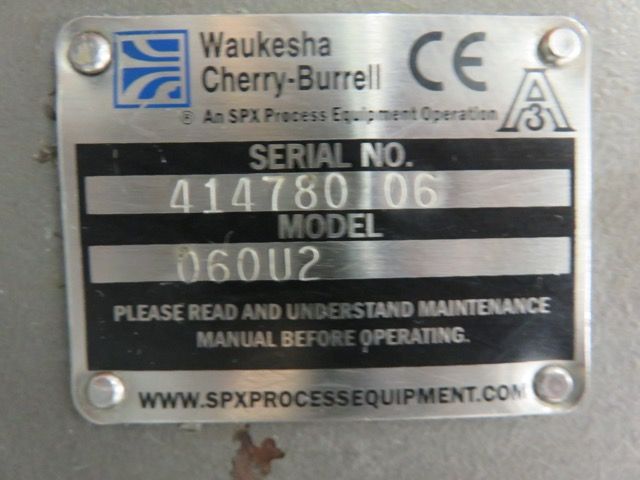 Waukesha
Cherry-Burrell
CE
® An SPX Process Equipment Operation
A
3
SERIAL NO.
414780 06
MODEL
060U2
PLEASE READ AND UNDERSTAND MAINTENANCE
MANUAL BEFORE OPERATING.
WWW.SPXPROCESSEQUIPMENT.COM